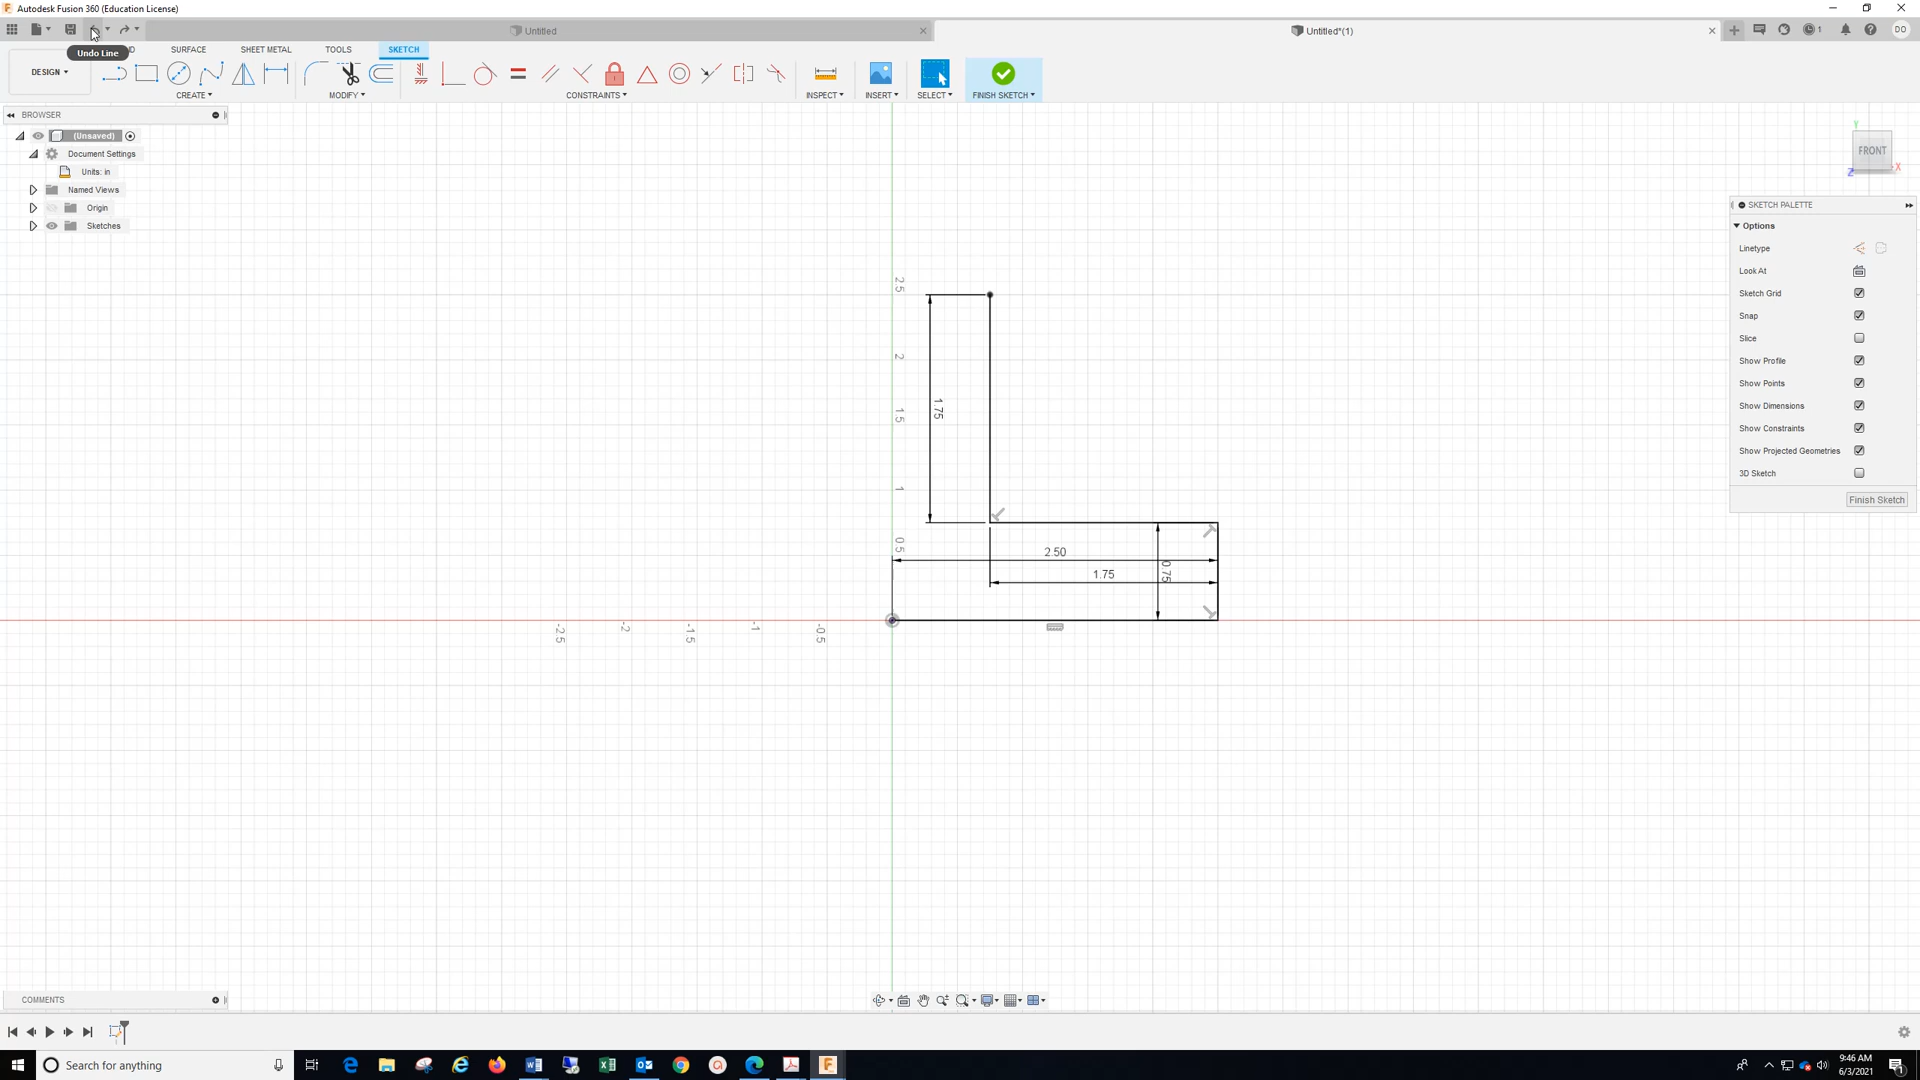 Autodesk Fusion 360 (Education License)
Untitled
Untitled*(1)
1
DO
Undo Line
SURFACE
SHEET METAL
TOOLS
SKETCH
DESIGN
CREATE
MODIFY
CONSTRAINTS
INSPECT
INSERT
SELECT
FINISH SKETCH
BROWSER
(Unsaved)
Document Settings
Units: in
Named Views
Origin
Sketches
Y
FRONT
X
Z
SKETCH PALETTE
Options
Linetype
Look At
Sketch Grid
Snap
Slice
Show Profile
Show Points
Show Dimensions
Show Constraints
Show Projected Geometries
3D Sketch
Finish Sketch
2.5
2
1.5
1
0.5
1.75
2.50
1.75
0.75
-2.5
-2
-1.5
-1
-0.5
COMMENTS
Search for anything
9:46 AM
6/3/2021